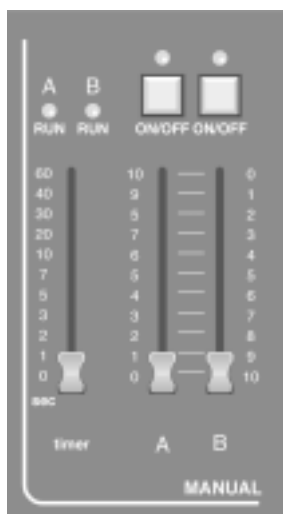 A B
RUN RUN
ON/OFF ON/OFF
60 10 0
40 9 1
30 5 2
20 7 3
10 6 4
7 5 5
5 4 6
3 3 7
2 2 8
1 1 9
0 0 10
sec
timer A B
MANUAL